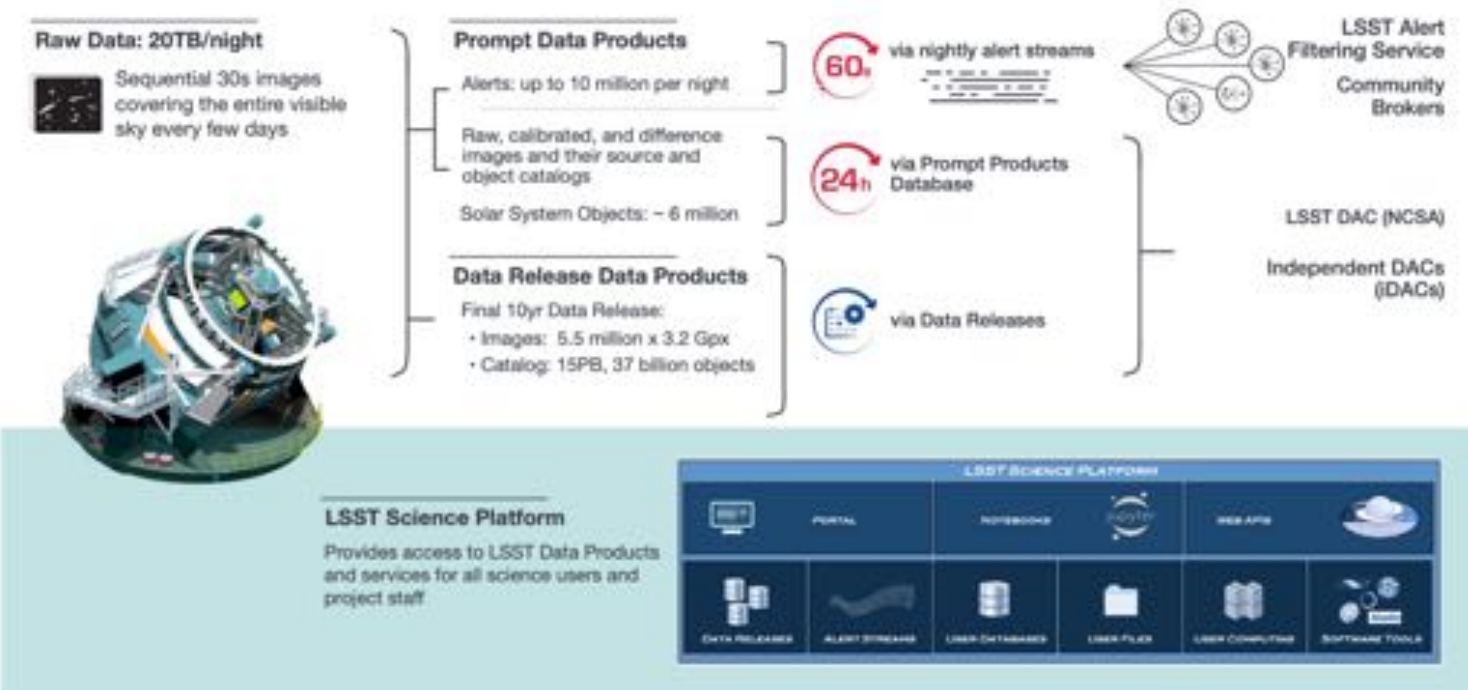 Raw Data: 20TB/night
Sequential 30s images
covering the entire visible
sky every few days
Prompt Data Products
Alerts: up to 10 million per night
Raw, calibrated, and difference
images and their source and
object catalogs
Solar System Objects: ~ 6 million
Data Release Data Products
Final 10yr Data Release:
• Images: 5.5 million x 3.2 Gpx
• Catalog: 15PB, 37 billion objects
60s
via nightly alert streams
24h
via Prompt Products
Database
via Data Releases
LSST Alert
Filtering Service
Community
Brokers
LSST DAC (NCSA)
Independent DACs
(iDACs)
LSST Science Platform
Provides access to LSST Data Products
and services for all science users and
project staff
LSST SCIENCE PLATFORM
PORTAL
NOTEBOOKS
jupyter
WEB APIS
DATA RELEASES
ALERT STREAMS
USER DATABASES
USER FILES
USER COMPUTING
SOFTWARE TOOLS